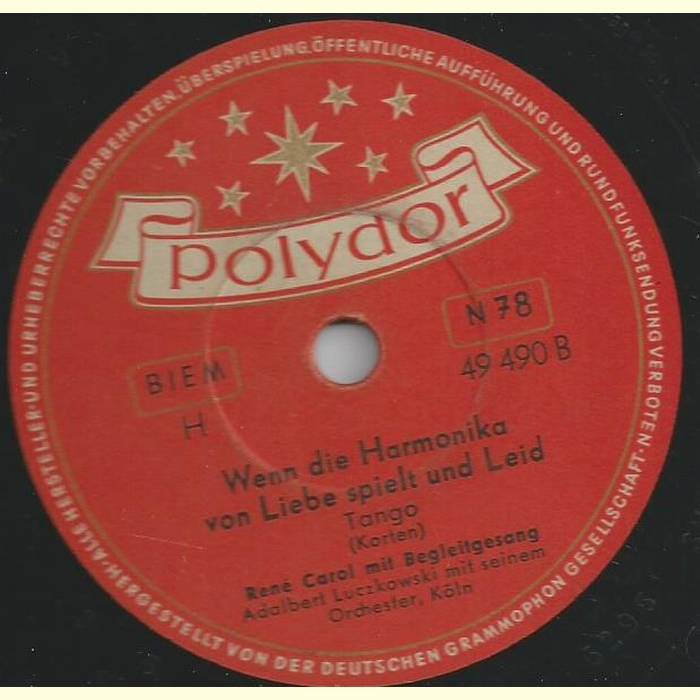 polydor
BIEM
H
N 78
49 490 B
Wenn die Harmonika
von Liebe spielt und Leid
Tango
(Korten)
René Carol mit Begleitgesang
Adalbert Luczkowski mit seinem
Orchester, Köln
ALLE HERSTELLER- UND URHEBERRECHTE VORBEHALTEN. ÜBERSPIELUNG, ÖFFENTLICHE AUFFÜHRUNG UND RUNDFUNKSENDUNG VERBOTEN · HERGESTELLT VON DER DEUTSCHEN GRAMMOPHON GESELLSCHAFT ·